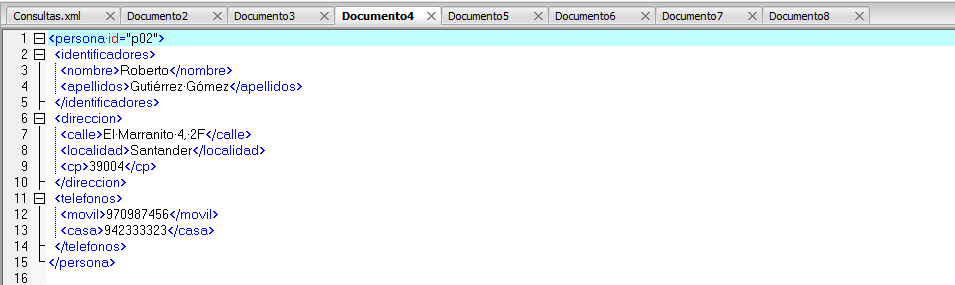 Consultas.xml Documento2 Documento3 Documento4 Documento5 Documento6 Documento7 Documento8
1 <persona id="p02">
2 <identificadores>
3 <nombre>Roberto</nombre>
4 <apellidos>Gutiérrez Gómez</apellidos>
5 </identificadores>
6 <direccion>
7 <calle>El Marranito 4, 2F</calle>
8 <localidad>Santander</localidad>
9 <cp>39004</cp>
10 </direccion>
11 <telefonos>
12 <movil>970987456</movil>
13 <casa>942333323</casa>
14 </telefonos>
15 </persona>
16